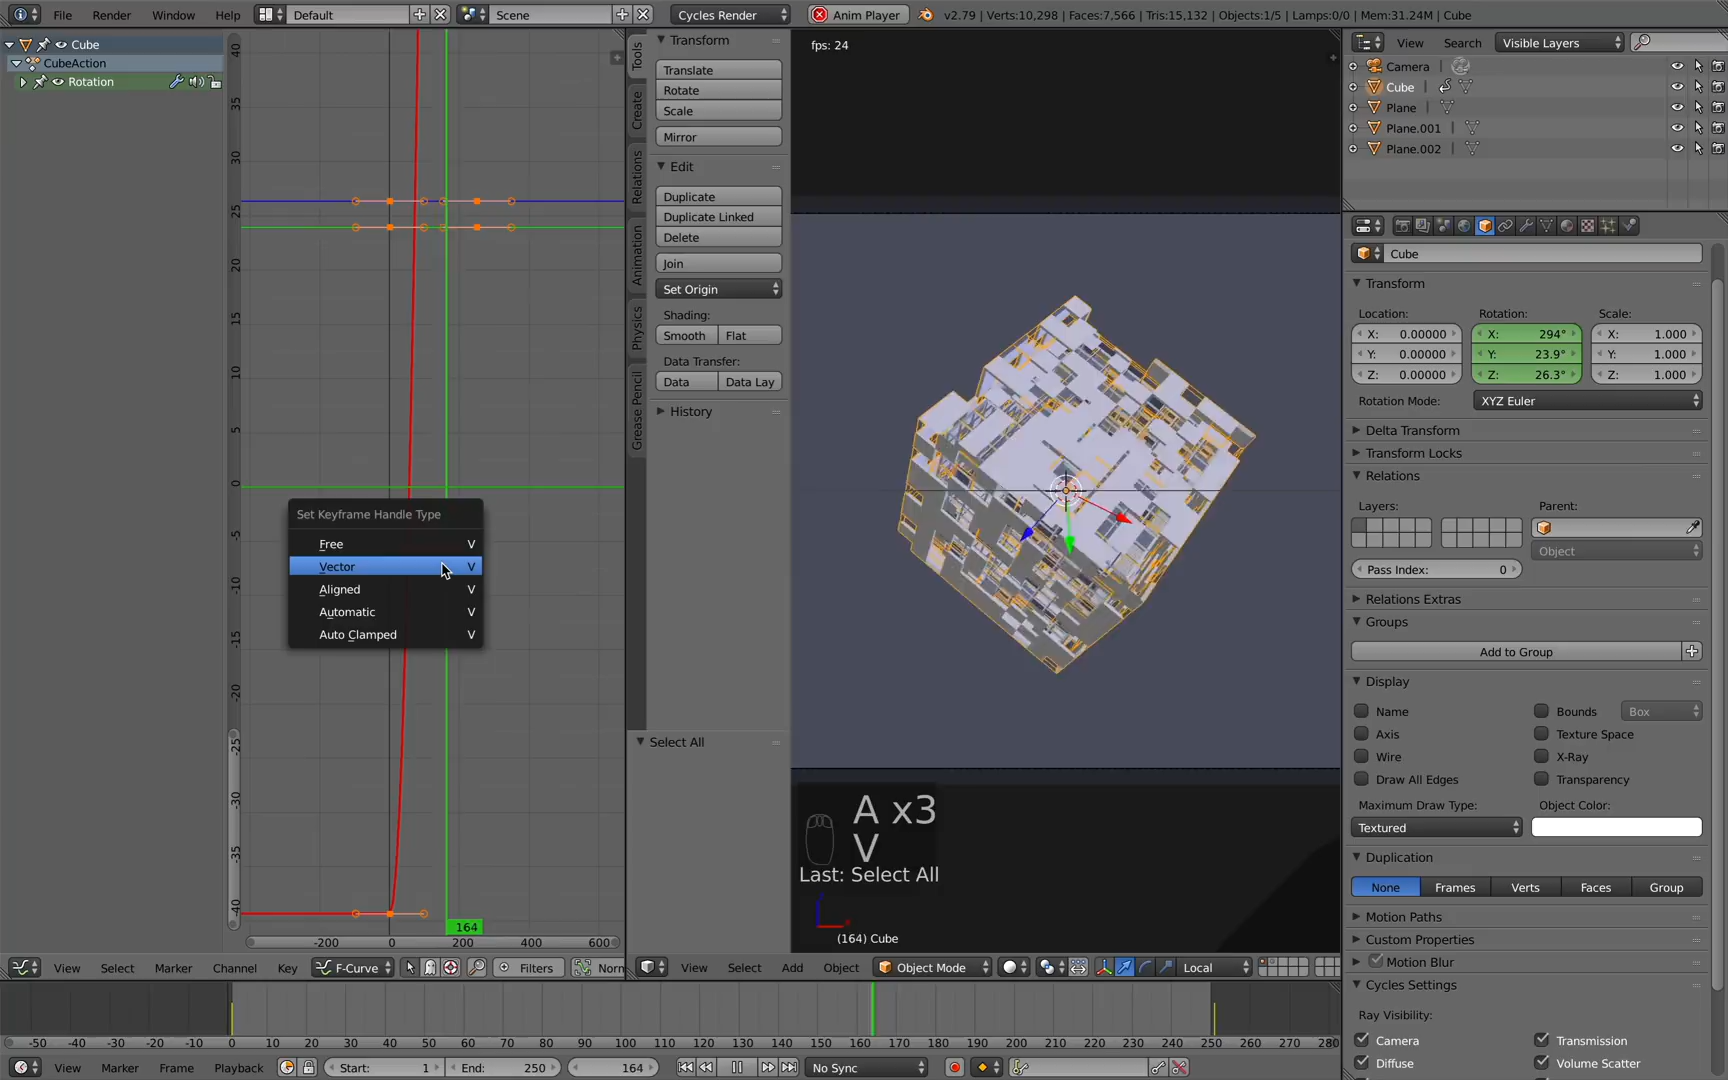 File Render Window Help Default Scene Cycles Render Anim Player v2.79 | Verts:10,298 | Faces:7,566 | Tris:15,132 | Objects:1/5 | Lamps:0/0 | Mem:31.24M | Cube
Cube
CubeAction
Rotation
40
35
30
25
20
15
10
5
0
-5
-10
-15
-20
-25
-30
-35
-40
Set Keyframe Handle Type
Free V
Vector V
Aligned V
Automatic V
Auto Clamped V
164
-200 0 200 400 600
View Select Marker Channel Key F-Curve Filters Norn
Tools
Create
Relations
Animation
Physics
Grease Pencil
Transform
Translate
Rotate
Scale
Mirror
Edit
Duplicate
Duplicate Linked
Delete
Join
Set Origin
Shading:
Smooth Flat
Data Transfer:
Data Data Lay
History
Select All
fps: 24
A x3
V
Last: Select All
(164) Cube
View Select Add Object Object Mode Local
View Search Visible Layers
Camera
Cube
Plane
Plane.001
Plane.002
Cube
Transform
Location: Rotation: Scale:
X: 0.00000 X: 294° X: 1.000
Y: 0.00000 Y: 23.9° Y: 1.000
Z: 0.00000 Z: 26.3° Z: 1.000
Rotation Mode: XYZ Euler
Delta Transform
Transform Locks
Relations
Layers: Parent:
Object
Pass Index: 0
Relations Extras
Groups
Add to Group
Display
Name Bounds Box
Axis Texture Space
Wire X-Ray
Draw All Edges Transparency
Maximum Draw Type: Object Color:
Textured
Duplication
None Frames Verts Faces Group
Motion Paths
Custom Properties
Motion Blur
Cycles Settings
Ray Visibility:
Camera Transmission
Diffuse Volume Scatter
-50 -40 -30 -20 -10 0 10 20 30 40 50 60 70 80 90 100 110 120 130 140 150 160 170 180 190 200 210 220 230 240 250 260 270 280
View Marker Frame Playback Start: 1 End: 250 164 No Sync